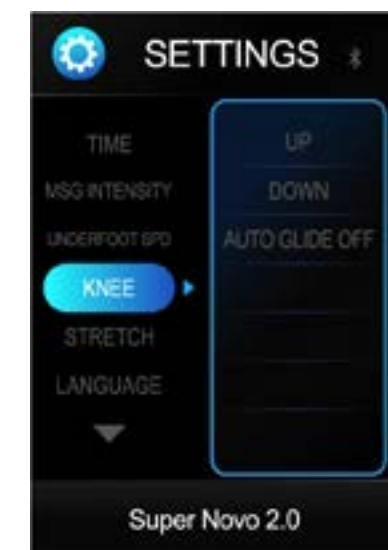 SETTINGS
TIME
MSG INTENSITY
UNDERFOOT SPD
KNEE
STRETCH
LANGUAGE
UP
DOWN
AUTO GLIDE OFF
Super Novo 2.0